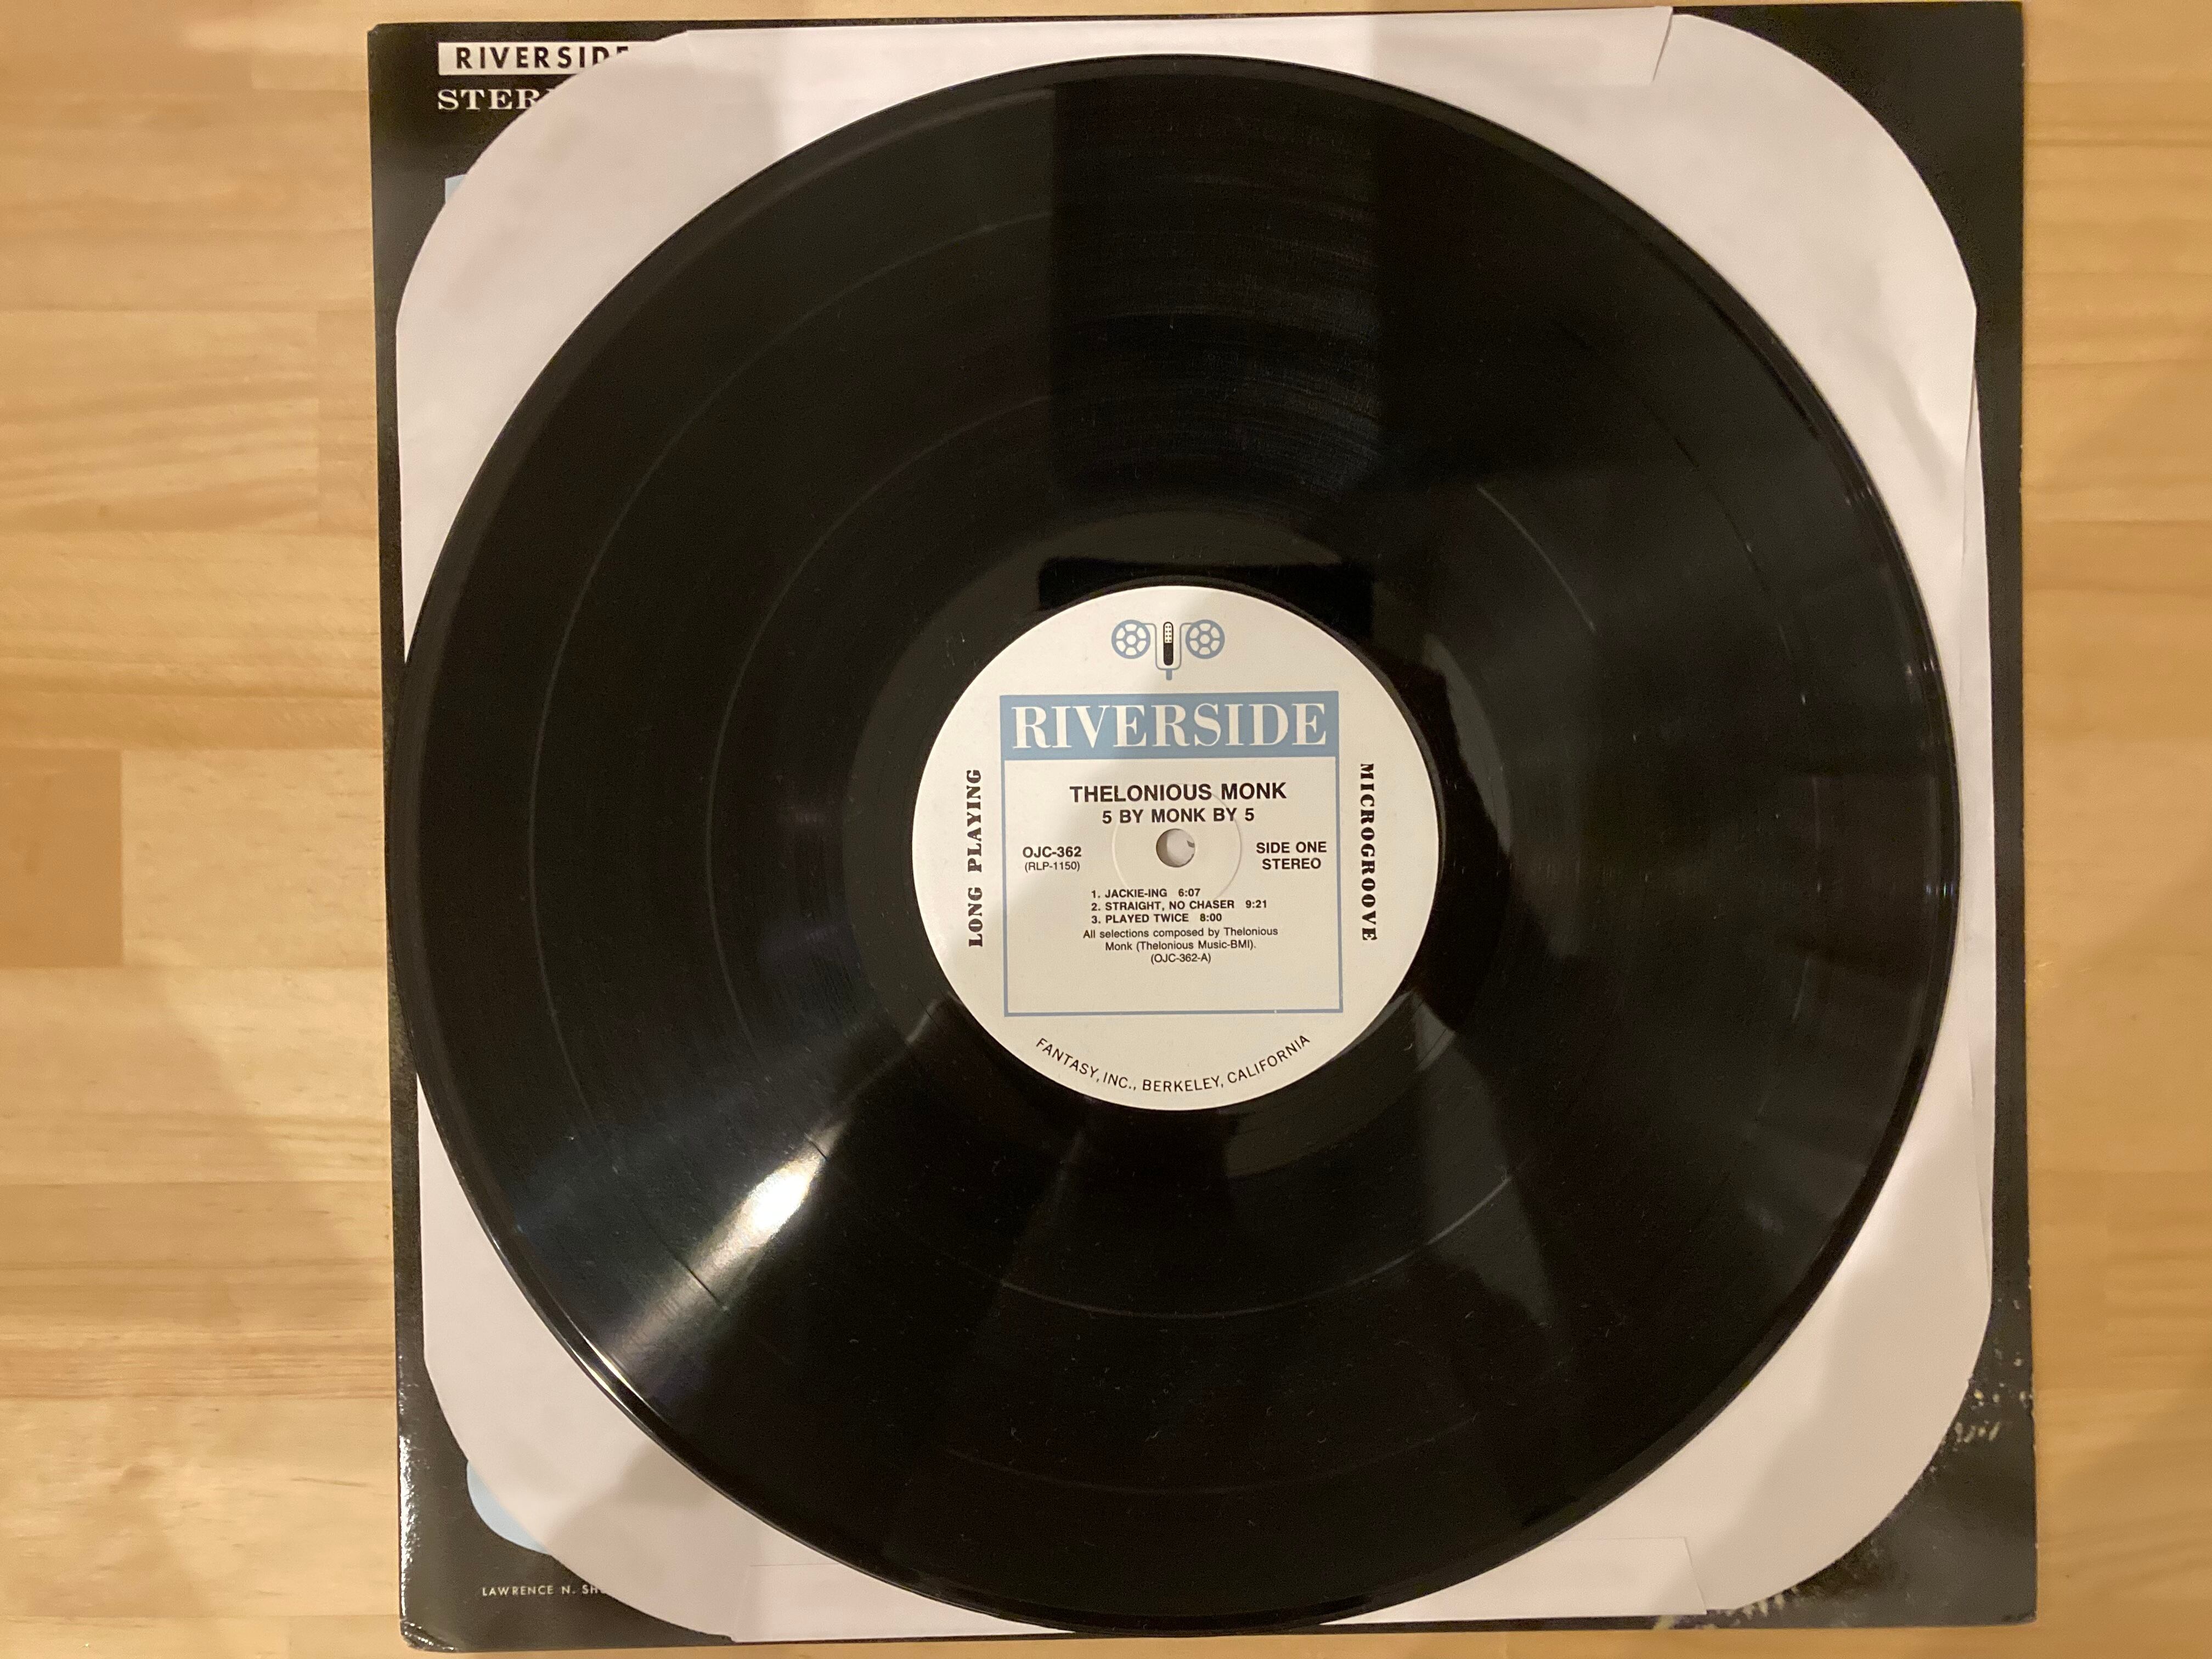 RIVERSIDE
LONG PLAYING
MICROGROOVE
RIVERSIDE
THELONIOUS MONK
5 BY MONK BY 5
OJC-362
(RLP-1150)
SIDE ONE
STEREO
1. JACKIE-ING 6:07
2. STRAIGHT, NO CHASER 9:21
3. PLAYED TWICE 8:00
All selections composed by Thelonious
Monk (Thelonious Music-BMI).
(OJC-362-A)
FANTASY, INC., BERKELEY, CALIFORNIA
LAWRENCE N.